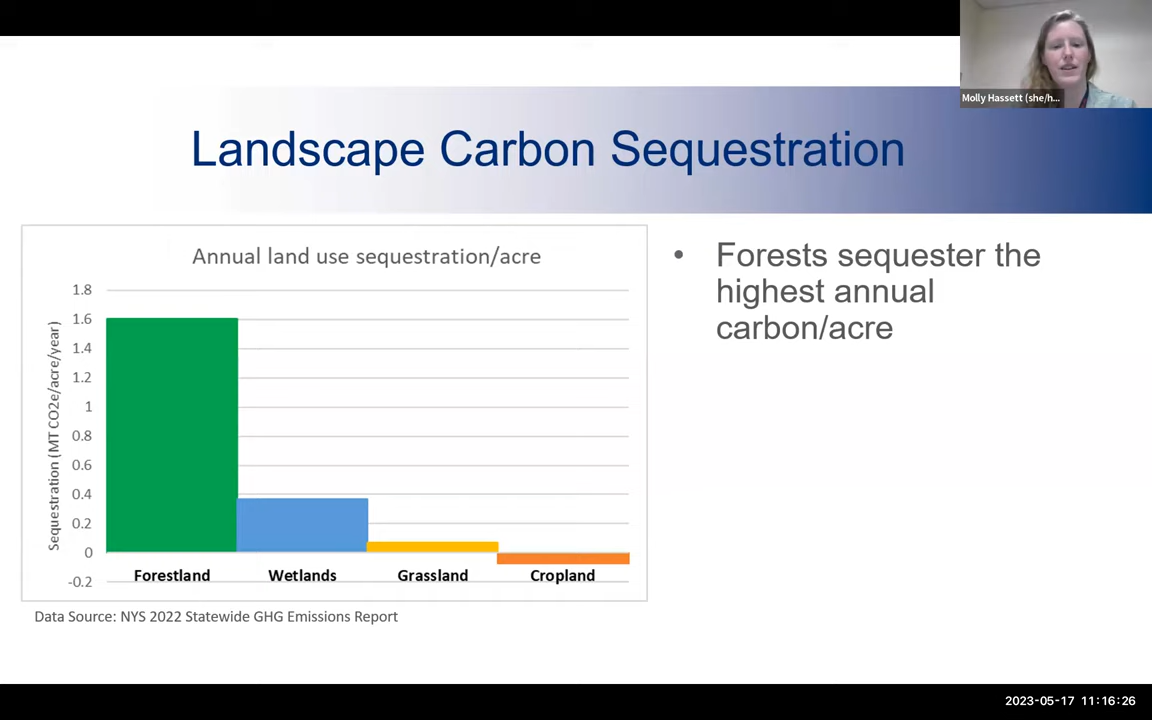 Molly Hassett (she/h...
Landscape Carbon Sequestration
Annual land use sequestration/acre
Sequestration (MT CO2e/acre/year)
1.8
1.6
1.4
1.2
1
0.8
0.6
0.4
0.2
0
-0.2
Forestland Wetlands Grassland Cropland
Data Source: NYS 2022 Statewide GHG Emissions Report
• Forests sequester the
highest annual
carbon/acre
2023-05-17 11:16:26